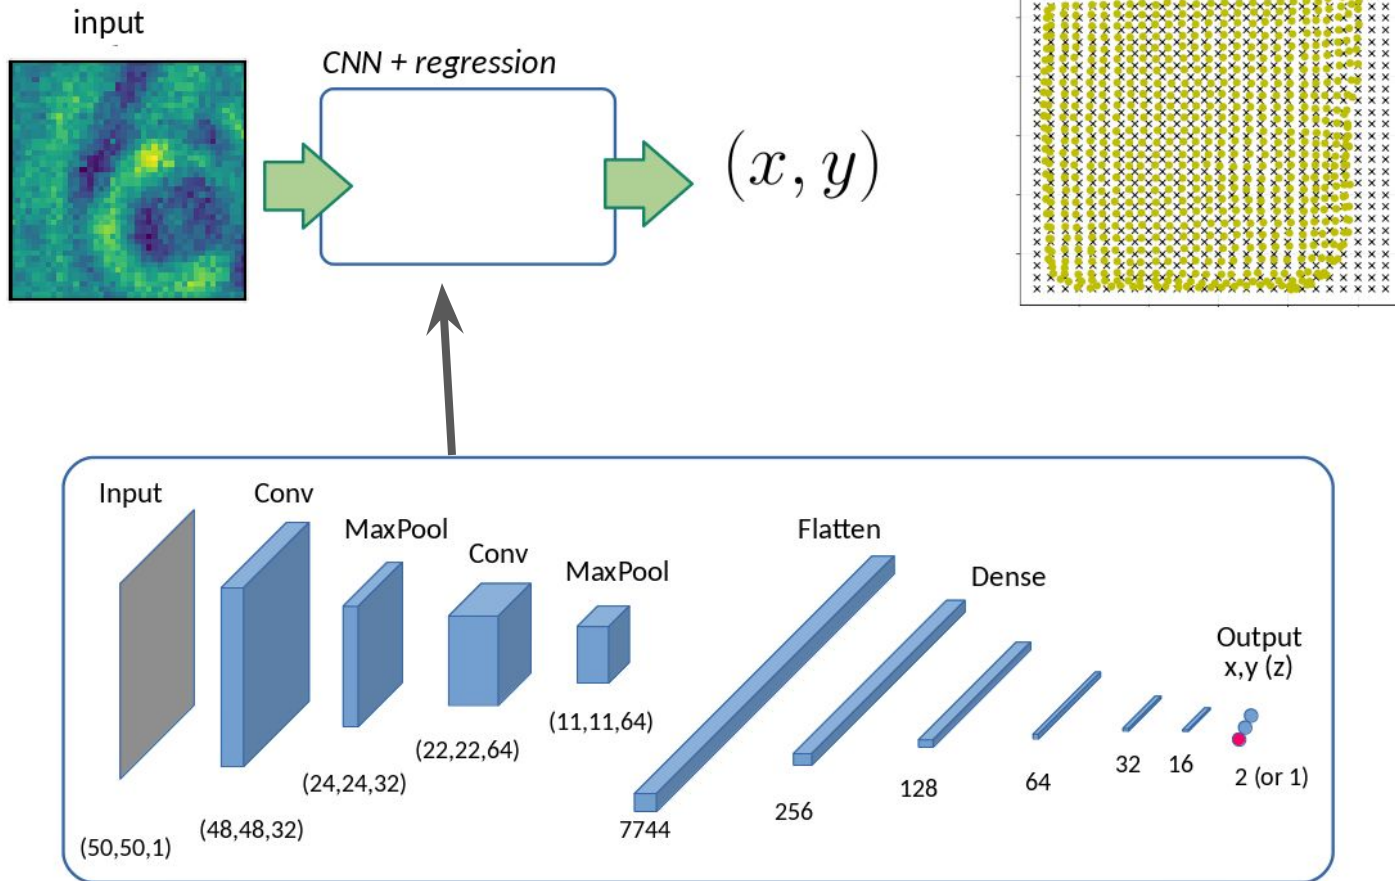 input
CNN + regression
(x, y)
Input
Conv
MaxPool
Conv
MaxPool
Flatten
Dense
Output
x,y (z)
(50,50,1)
(48,48,32)
(24,24,32)
(22,22,64)
(11,11,64)
7744
256
128
64
32
16
2 (or 1)